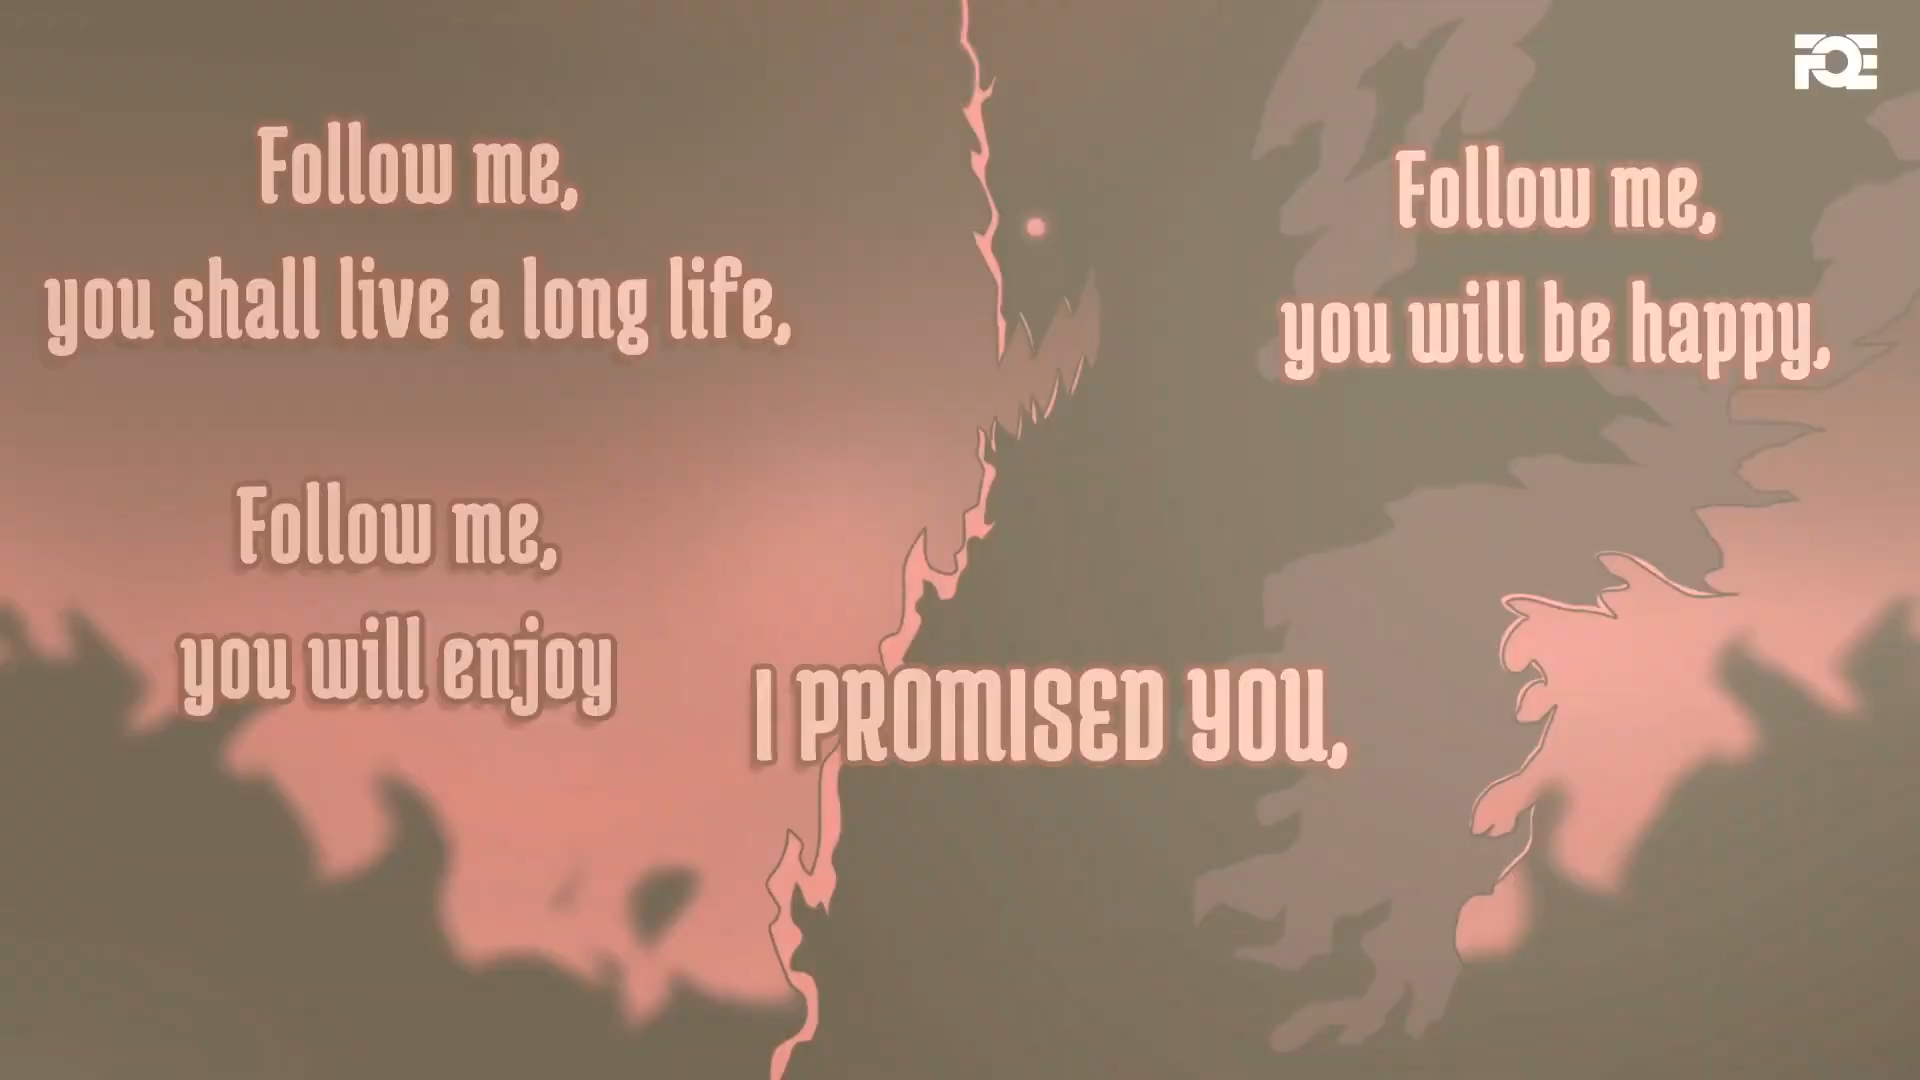 FOE
Follow me,
you shall live a long life,
Follow me,
you will be happy,
Follow me,
you will enjoy
I PROMISED YOU,